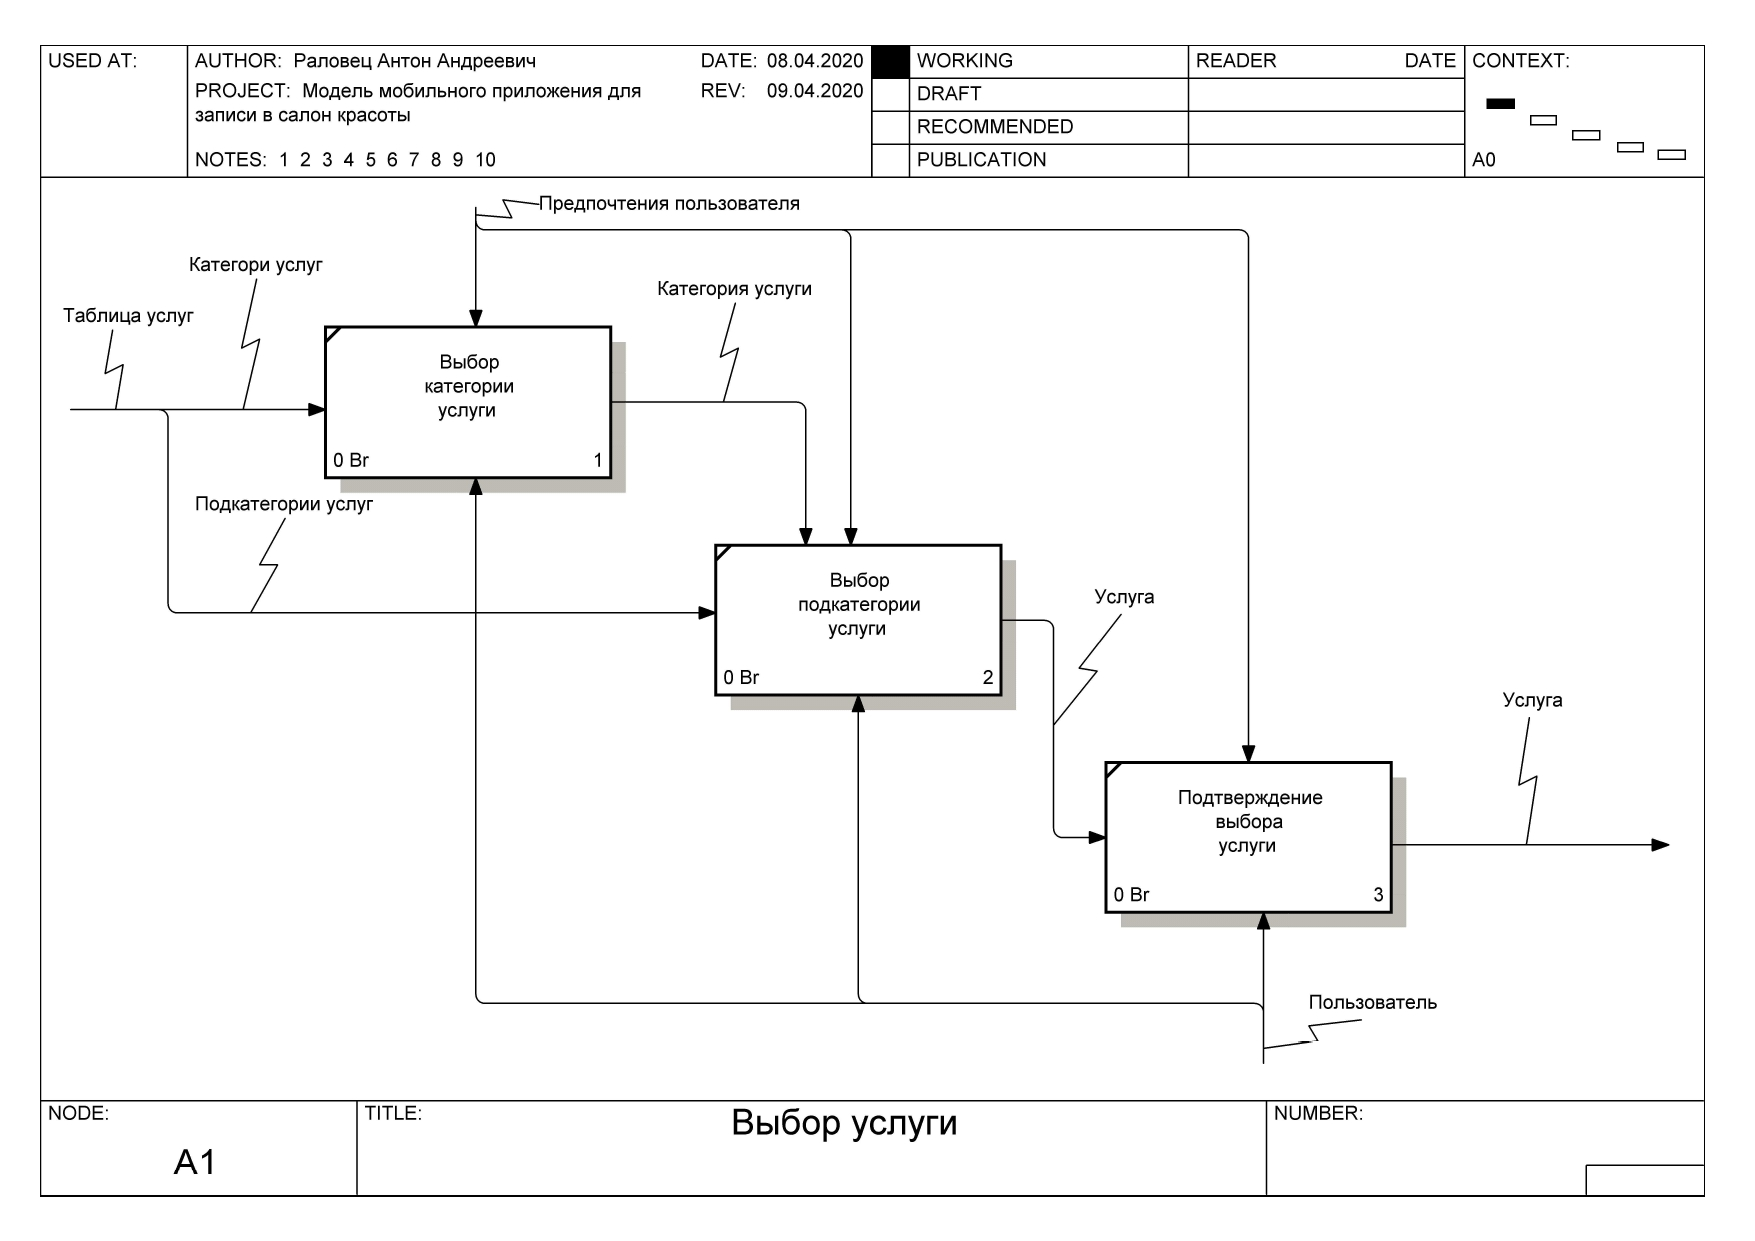 USED AT:
AUTHOR: Раловец Антон Андреевич
DATE: 08.04.2020
PROJECT: Модель мобильного приложения для
записи в салон красоты
REV: 09.04.2020
NOTES: 1 2 3 4 5 6 7 8 9 10
WORKING
DRAFT
RECOMMENDED
PUBLICATION
READER
DATE
CONTEXT:
A0
Предпочтения пользователя
Категори услуг
Таблица услуг
Категория услуги
Выбор
категории
услуги
0 Br
1
Подкатегории услуг
Выбор
подкатегории
услуги
0 Br
2
Услуга
Услуга
Подтверждение
выбора
услуги
0 Br
3
Пользователь
NODE:
A1
TITLE:
Выбор услуги
NUMBER: